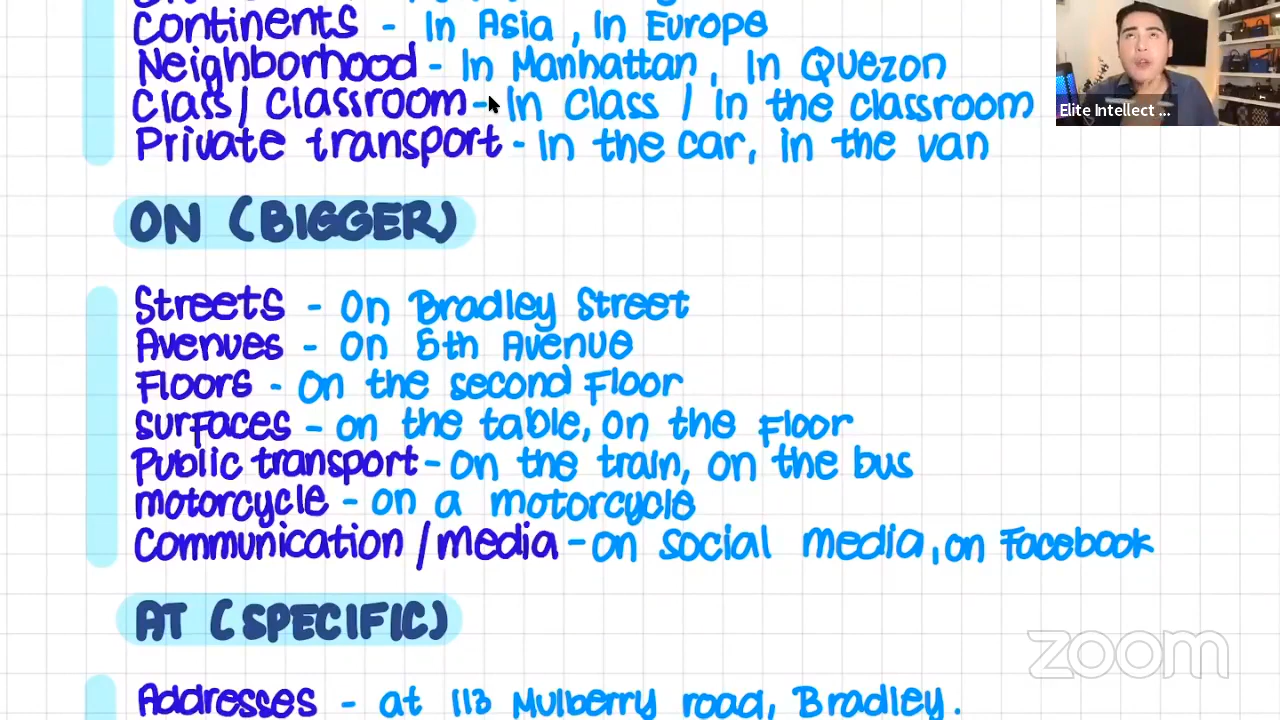 Continents - In Asia, In Europe
Neighborhood - In Manhattan, In Quezon
Class/Classroom - In class / In the classroom
Private transport - In the car, in the van
ON (BIGGER)
Streets - On Bradley Street
Avenues - On 5th Avenue
Floors - On the second Floor
Surfaces - on the table, on the Floor
Public transport - on the train, on the bus
motorcycle - on a motorcycle
Communication/media - on social media, on Facebook
AT (SPECIFIC)
Addresses - at 113 Mulberry road, Bradley.
Elite Intellect ...
zoom